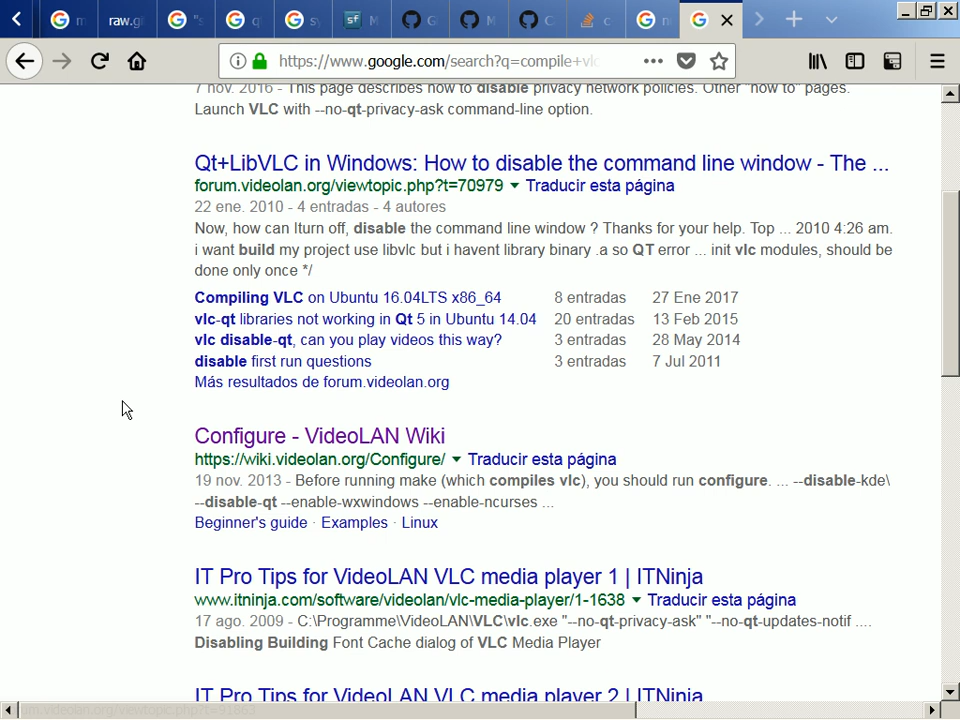 m
raw.gi
"s
q
sy
sf M
G
M
C
c
m
https://www.google.com/search?q=compile+vlc
7 nov. 2016 - This page describes how to disable privacy network policies. Other "how to" pages.
Launch VLC with --no-qt-privacy-ask command-line option.
Qt+LibVLC in Windows: How to disable the command line window - The ...
forum.videolan.org/viewtopic.php?t=70979 Traducir esta página
22 ene. 2010 - 4 entradas - 4 autores
Now, how can Iturn off, disable the command line window ? Thanks for your help. Top ... 2010 4:26 am.
i want build my project use libvlc but i havent library binary .a so QT error ... init vlc modules, should be
done only once */
Compiling VLC on Ubuntu 16.04LTS x86_64 8 entradas 27 Ene 2017
vlc-qt libraries not working in Qt 5 in Ubuntu 14.04 20 entradas 13 Feb 2015
vlc disable-qt, can you play videos this way? 3 entradas 28 May 2014
disable first run questions 3 entradas 7 Jul 2011
Más resultados de forum.videolan.org
Configure - VideoLAN Wiki
https://wiki.videolan.org/Configure/ Traducir esta página
19 nov. 2013 - Before running make (which compiles vlc), you should run configure. ... --disable-kde\
--disable-qt --enable-wxwindows --enable-ncurses ...
Beginner's guide · Examples · Linux
IT Pro Tips for VideoLAN VLC media player 1 | ITNinja
www.itninja.com/software/videolan/vlc-media-player/1-1638 Traducir esta página
17 ago. 2009 - C:\Programme\VideoLAN\VLC\vlc.exe "--no-qt-privacy-ask" "--no-qt-updates-notif ....
Disabling Building Font Cache dialog of VLC Media Player
IT Pro Tips for VideoLAN VLC media player 2 | ITNinja